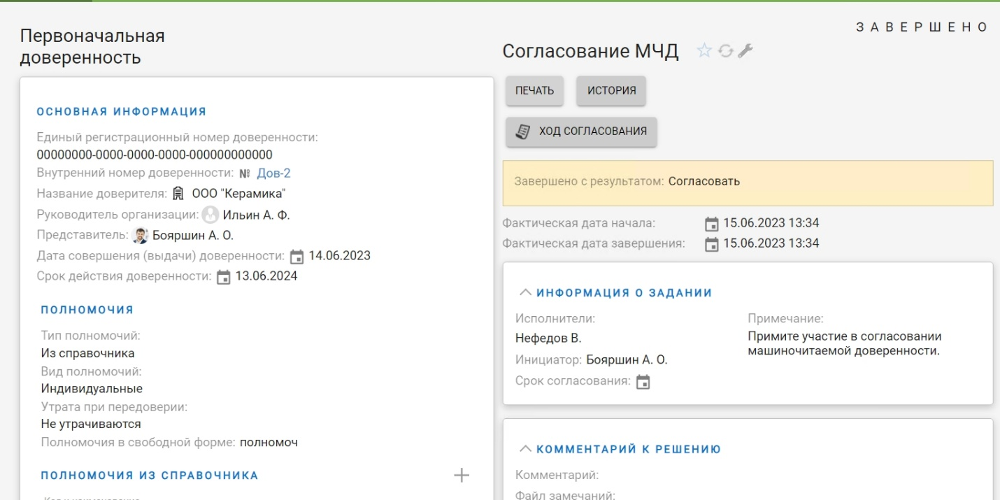 Первоначальная
доверенность
ОСНОВНАЯ ИНФОРМАЦИЯ
Единый регистрационный номер доверенности:
00000000-0000-0000-0000-000000000000
Внутренний номер доверенности: № Дов-2
Название доверителя: ООО "Керамика"
Руководитель организации: Ильин А. Ф.
Представитель: Бояршин А. О.
Дата совершения (выдачи) доверенности: 14.06.2023
Срок действия доверенности: 13.06.2024
ПОЛНОМОЧИЯ
Тип полномочий:
Из справочника
Вид полномочий:
Индивидуальные
Утрата при передоверии:
Не утрачиваются
Полномочия в свободной форме: полномоч
ПОЛНОМОЧИЯ ИЗ СПРАВОЧНИКА
ЗАВЕРШЕНО
Согласование МЧД
ПЕЧАТЬ ИСТОРИЯ
ХОД СОГЛАСОВАНИЯ
Завершено с результатом: Согласовать
Фактическая дата начала: 15.06.2023 13:34
Фактическая дата завершения: 15.06.2023 13:34
ИНФОРМАЦИЯ О ЗАДАНИИ
Исполнители:
Нефедов В.
Инициатор: Бояршин А. О.
Срок согласования:
Примечание:
Примите участие в согласовании
машиночитаемой доверенности.
КОММЕНТАРИЙ К РЕШЕНИЮ
Комментарий:
Файл замечаний: